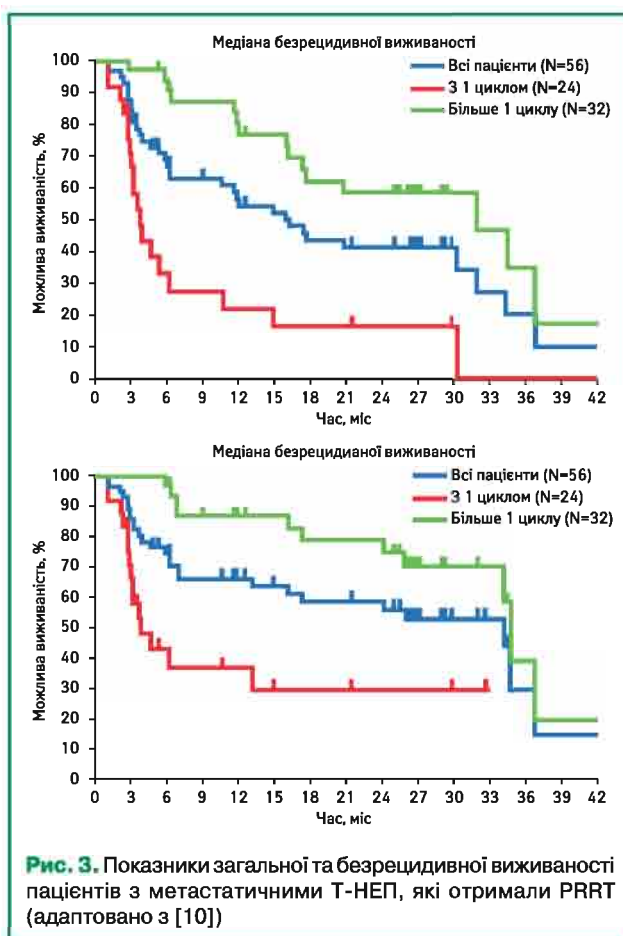 Медіана безрецидивної виживаності
Всі пацієнти (N=56)
З 1 циклом (N=24)
Більше 1 циклу (N=32)
Можлива виживаність, %
100
90
80
70
60
50
40
30
20
10
0
0 3 6 9 12 15 18 21 24 27 30 33 36 39 42
Час, міс
Медіана безрецидианої виживаності
Всі пацієнти (N=56)
З 1 циклом (N=24)
Більше 1 циклу (N=32)
Можлива виживаність, %
100
90
80
70
60
50
40
30
20
10
0
0 3 6 9 12 15 18 21 24 27 30 33 36 39 42
Час, міс
Рис. 3. Показники загальної та безрецидивної виживаності
пацієнтів з метастатичними Т-НЕП, які отримали PRRT
(адаптовано з [10])